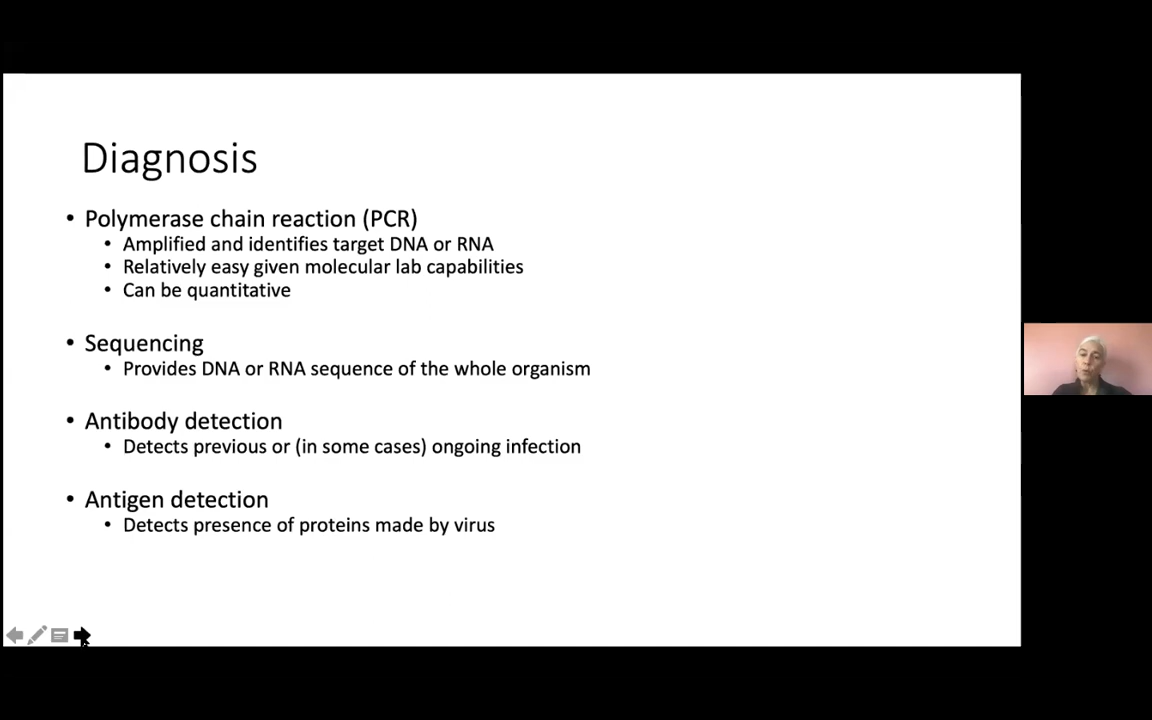 Diagnosis
• Polymerase chain reaction (PCR)
• Amplified and identifies target DNA or RNA
• Relatively easy given molecular lab capabilities
• Can be quantitative
• Sequencing
• Provides DNA or RNA sequence of the whole organism
• Antibody detection
• Detects previous or (in some cases) ongoing infection
• Antigen detection
• Detects presence of proteins made by virus